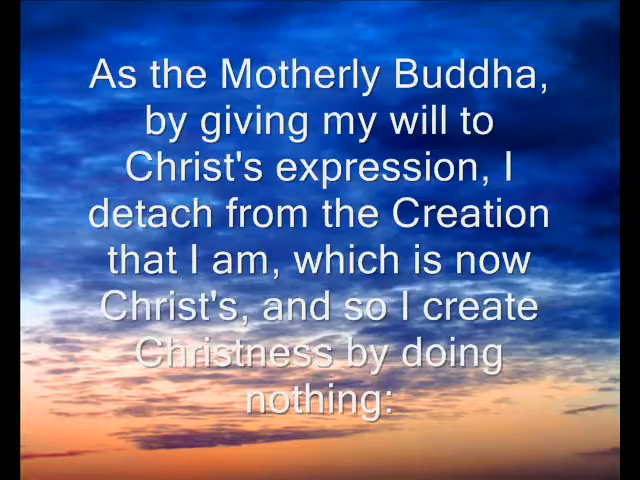 As the Motherly Buddha,
by giving my will to
Christ's expression, I
detach from the Creation
that I am, which is now
Christ's, and so I create
Christness by doing
nothing: